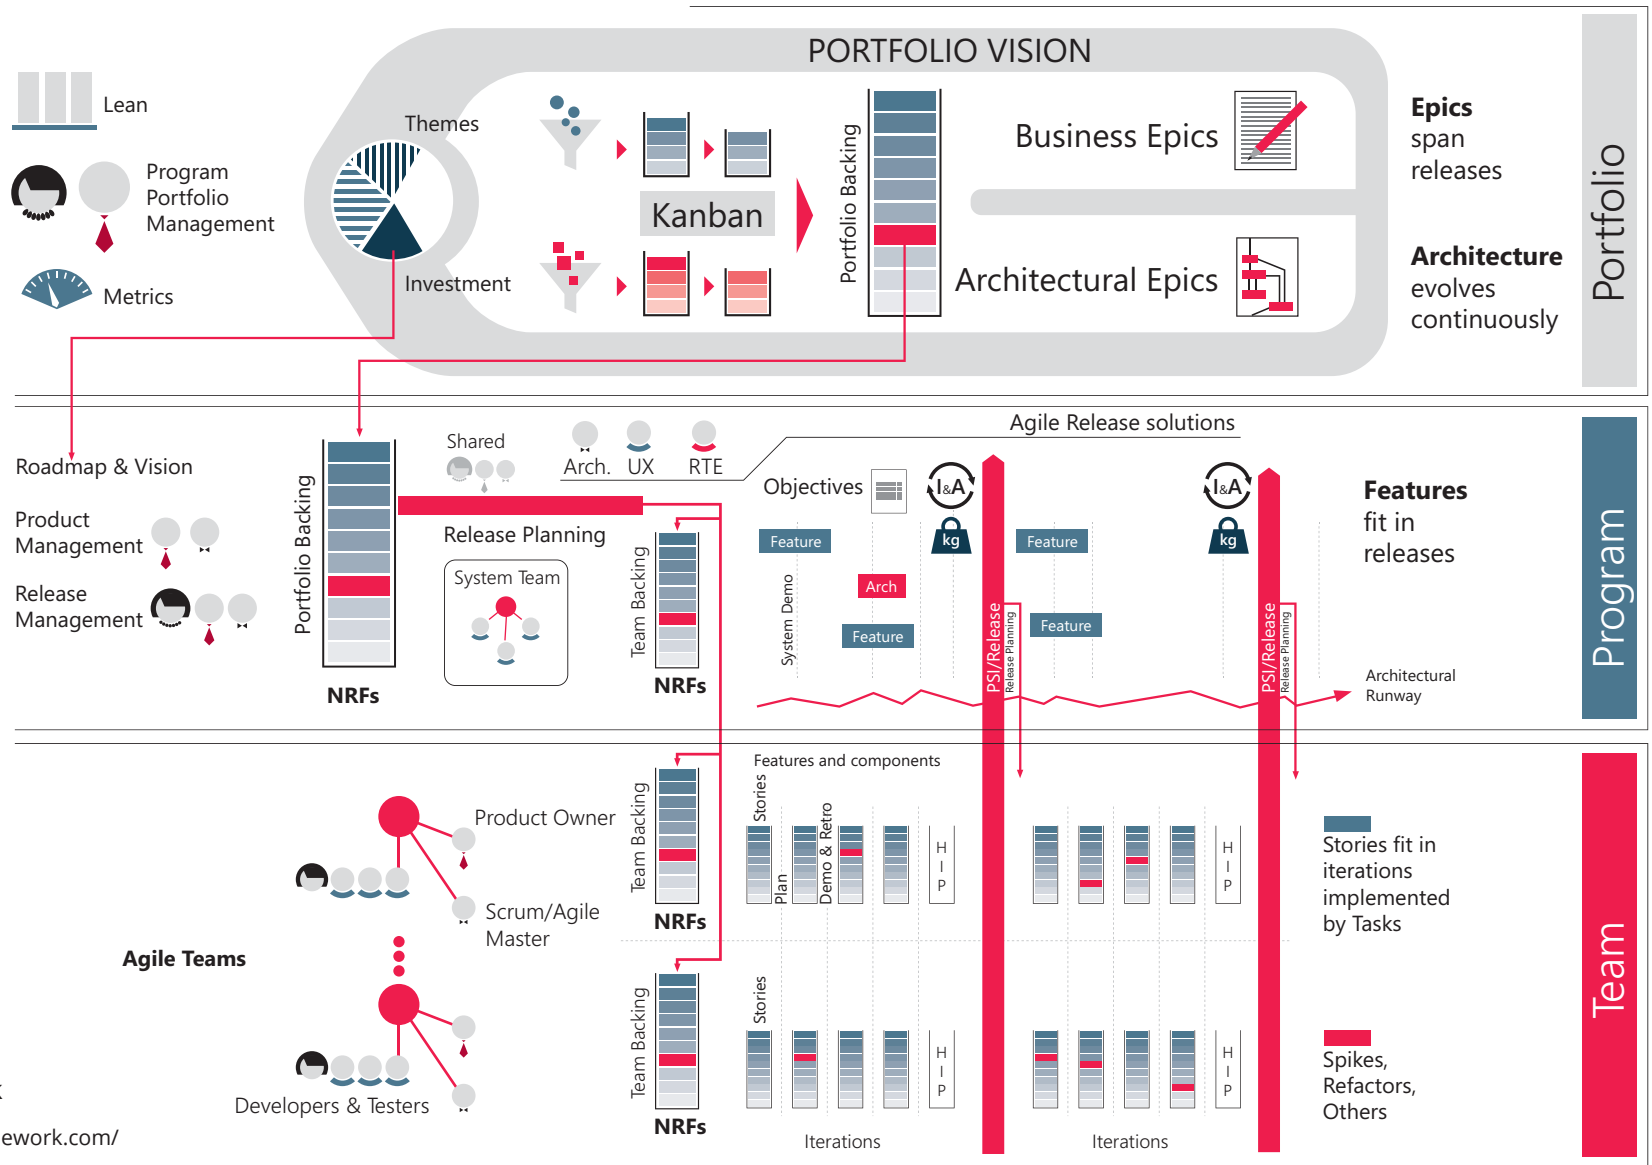 PORTFOLIO VISION
Lean
Program
Portfolio
Management
Metrics
Themes
Investment
Kanban
Portfolio Backing
Business Epics
Architectural Epics
Epics
span
releases
Architecture
evolves
continuously
Portfolio
Roadmap & Vision
Product
Management
Release
Management
Portfolio Backing
NRFs
Shared
Arch.
UX
RTE
Release Planning
System Team
Team Backing
NRFs
Agile Release solutions
Objectives
I&A
kg
I&A
kg
Feature
Arch
Feature
Feature
Feature
System Demo
PSI/Release
Release Planning
PSI/Release
Release Planning
Architectural
Runway
Features
fit in
releases
Program
Product Owner
Scrum/Agile
Master
Agile Teams
Developers & Testers
ework.com/
Team Backing
NRFs
Team Backing
NRFs
Features and components
Stories
Plan
Demo & Retro
H
I
P
H
I
P
Stories
H
I
P
H
I
P
Iterations
Iterations
Stories fit in
iterations
implemented
by Tasks
Spikes,
Refactors,
Others
Team